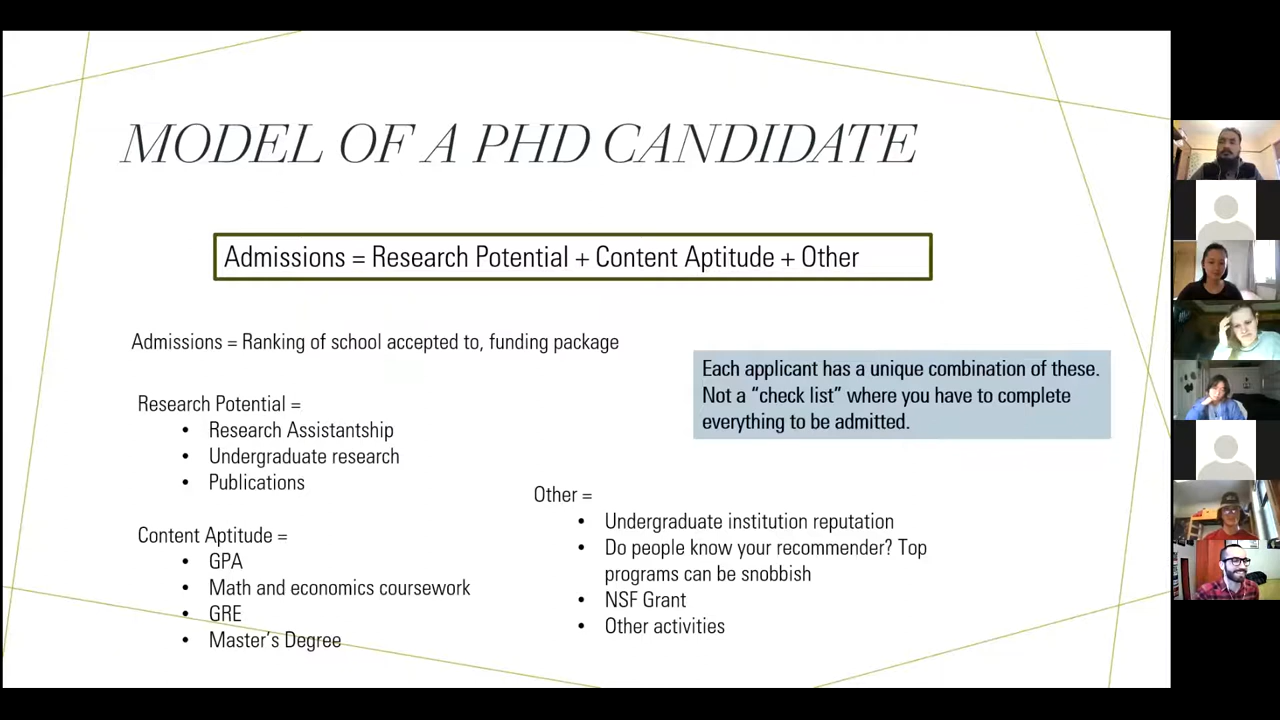 MODEL OF A PHD CANDIDATE
Admissions = Research Potential + Content Aptitude + Other
Admissions = Ranking of school accepted to, funding package
Each applicant has a unique combination of these.
Not a “check list” where you have to complete
everything to be admitted.
Research Potential =
• Research Assistantship
• Undergraduate research
• Publications
Content Aptitude =
• GPA
• Math and economics coursework
• GRE
• Master’s Degree
Other =
• Undergraduate institution reputation
• Do people know your recommender? Top
programs can be snobbish
• NSF Grant
• Other activities